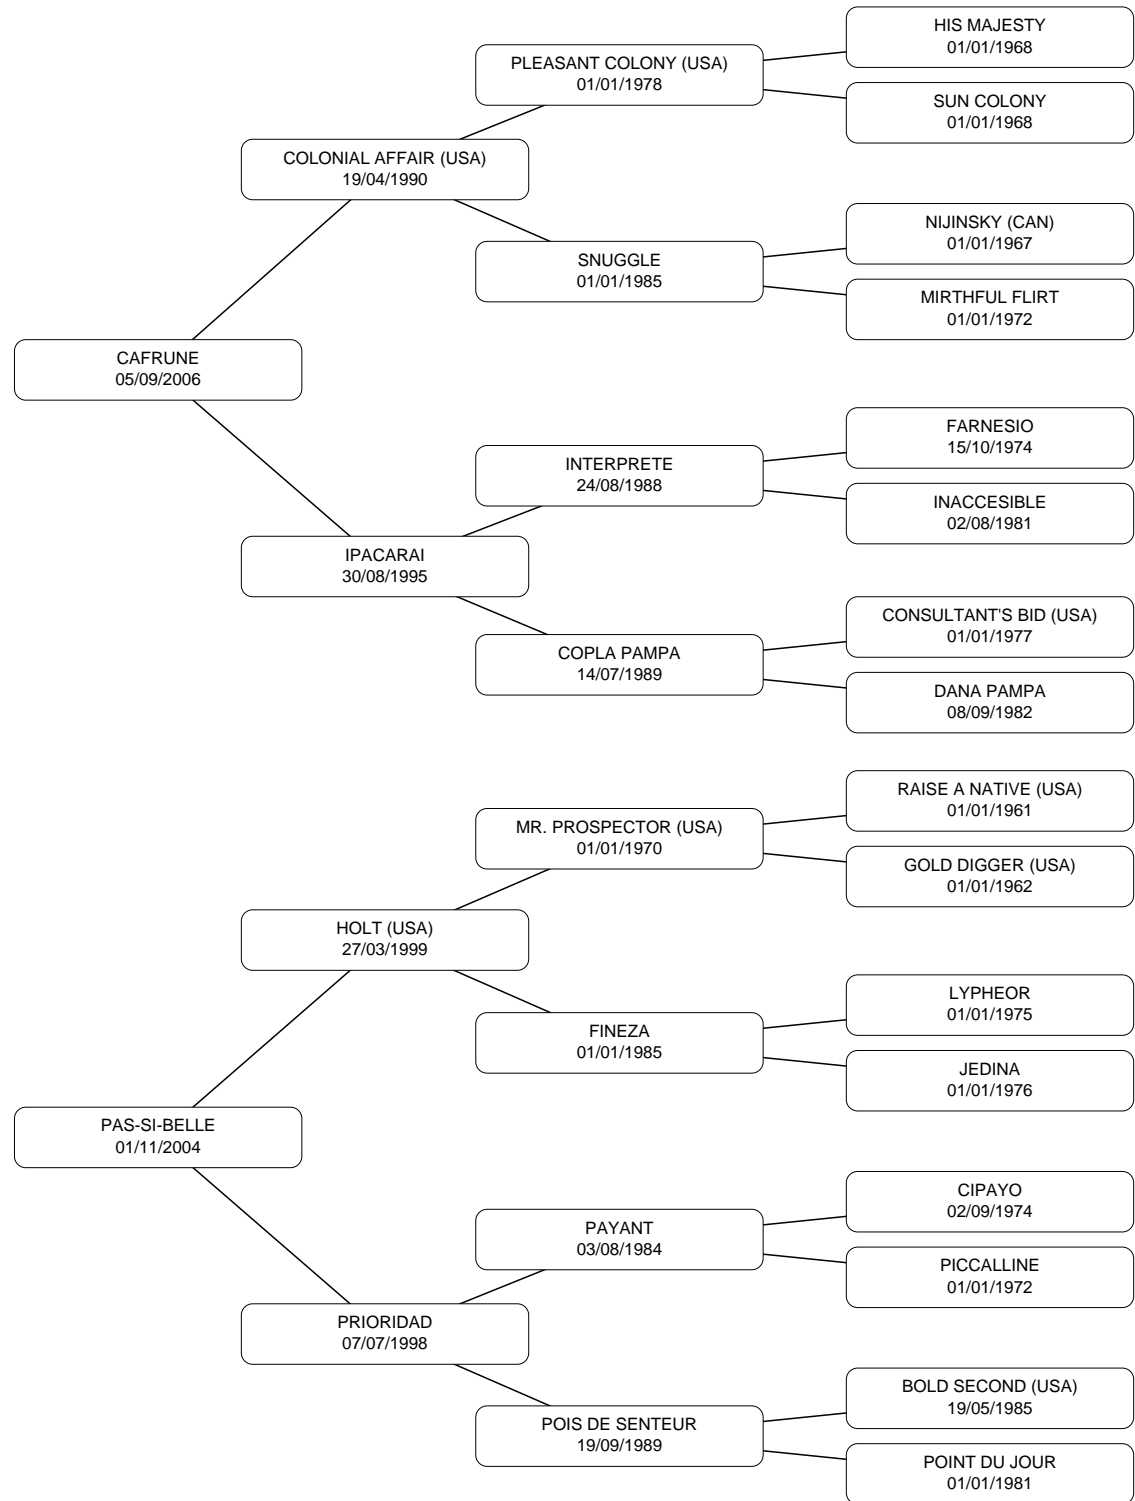 HIS MAJESTY
01/01/1968
PLEASANT COLONY (USA)
01/01/1978
SUN COLONY
01/01/1968
COLONIAL AFFAIR (USA)
19/04/1990
NIJINSKY (CAN)
01/01/1967
SNUGGLE
01/01/1985
MIRTHFUL FLIRT
01/01/1972
CAFRUNE
05/09/2006
FARNESIO
15/10/1974
INTERPRETE
24/08/1988
INACCESIBLE
02/08/1981
IPACARAI
30/08/1995
CONSULTANT'S BID (USA)
01/01/1977
COPLA PAMPA
14/07/1989
DANA PAMPA
08/09/1982
RAISE A NATIVE (USA)
01/01/1961
MR. PROSPECTOR (USA)
01/01/1970
GOLD DIGGER (USA)
01/01/1962
HOLT (USA)
27/03/1999
LYPHEOR
01/01/1975
FINEZA
01/01/1985
JEDINA
01/01/1976
PAS-SI-BELLE
01/11/2004
CIPAYO
02/09/1974
PAYANT
03/08/1984
PICCALLINE
01/01/1972
PRIORIDAD
07/07/1998
BOLD SECOND (USA)
19/05/1985
POIS DE SENTEUR
19/09/1989
POINT DU JOUR
01/01/1981